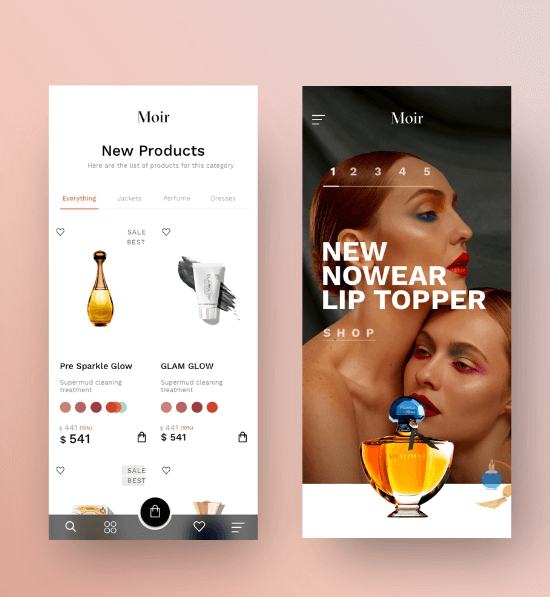 Moir
New Products
Here are the list of products for this category
Everything Jackets Perfume Dresses
SALE
BEST
Pre Sparkle Glow
Supermud cleaning
treatment
$ 441 (10%)
$ 541
GLAM GLOW
Supermud cleaning
treatment
$ 441 (10%)
$ 541
SALE
BEST
Moir
1 2 3 4 5
NEW
NOWEAR
LIP TOPPER
SHOP